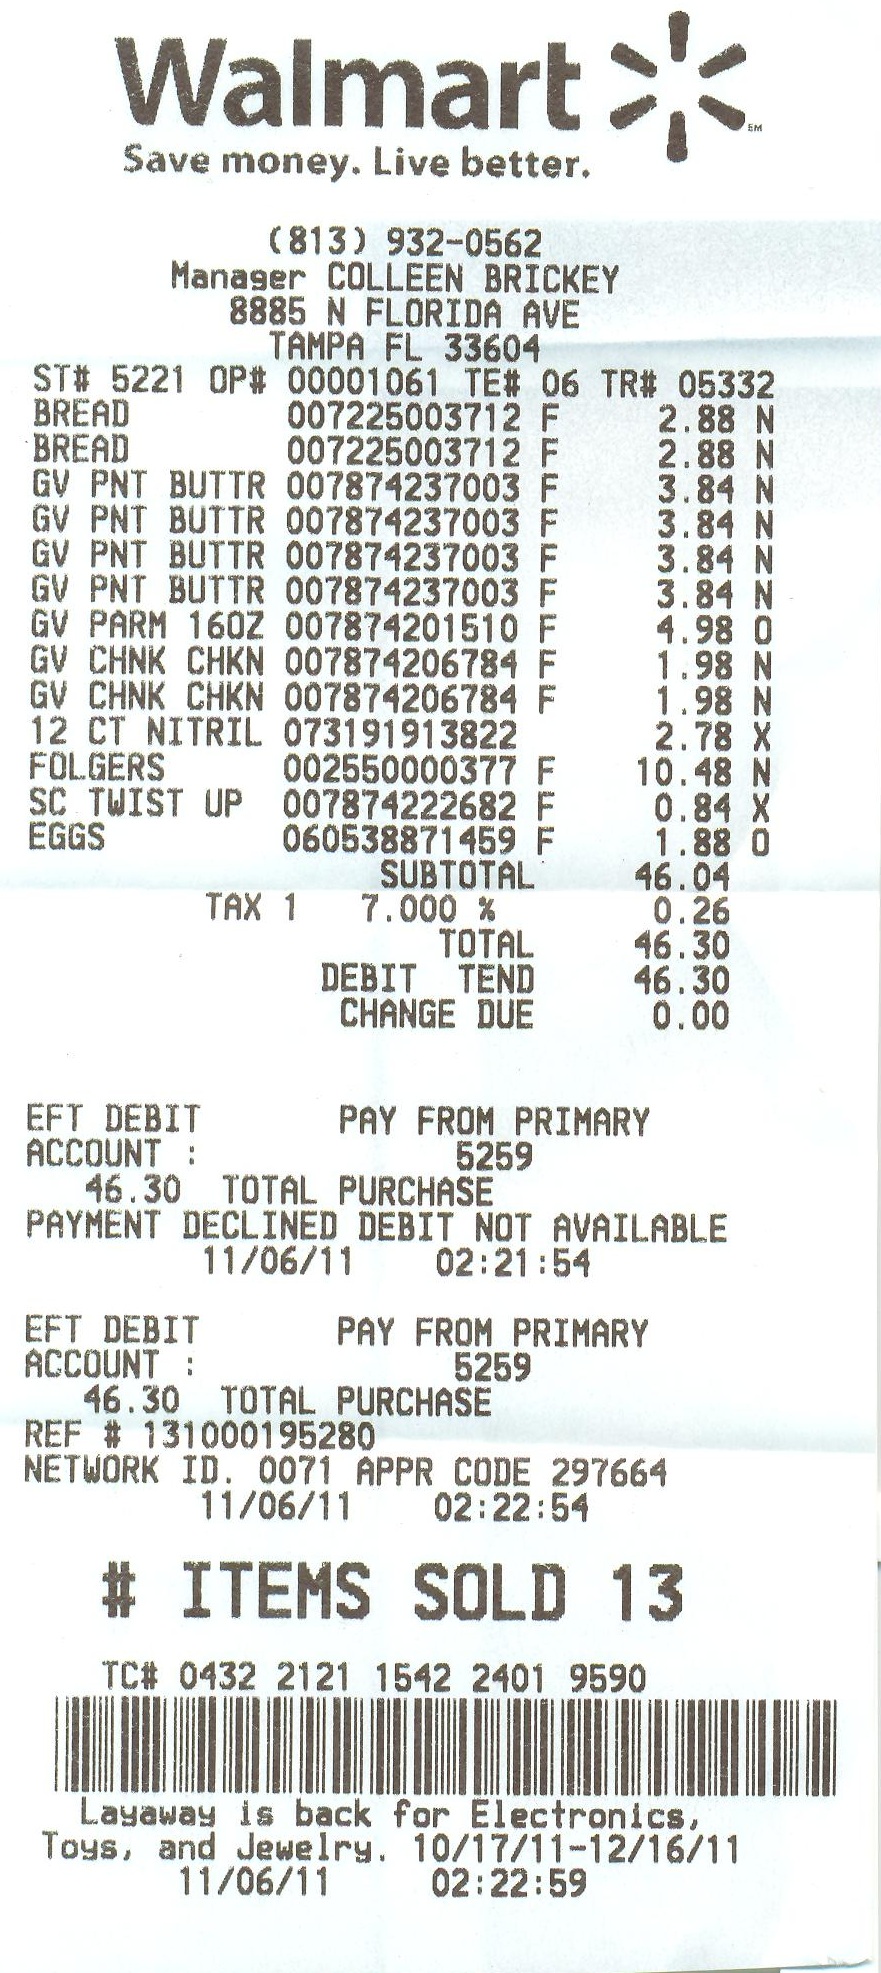 Walmart
SM
Save money. Live better.
(813) 932-0562
Manager COLLEEN BRICKEY
8885 N FLORIDA AVE
TAMPA FL 33604
ST# 5221 OP# 00001061 TE# 06 TR# 05332
BREAD 007225003712 F 2.88 N
BREAD 007225003712 F 2.88 N
GV PNT BUTTR 007874237003 F 3.84 N
GV PNT BUTTR 007874237003 F 3.84 N
GV PNT BUTTR 007874237003 F 3.84 N
GV PNT BUTTR 007874237003 F 3.84 N
GV PARM 16OZ 007874201510 F 4.98 O
GV CHNK CHKN 007874206784 F 1.98 N
GV CHNK CHKN 007874206784 F 1.98 N
12 CT NITRIL 073191913822 2.78 X
FOLGERS 002550000377 F 10.48 N
SC TWIST UP 007874222682 F 0.84 X
EGGS 060538871459 F 1.88 O
SUBTOTAL 46.04
TAX 1 7.000 % 0.26
TOTAL 46.30
DEBIT TEND 46.30
CHANGE DUE 0.00
EFT DEBIT PAY FROM PRIMARY
ACCOUNT : 5259
46.30 TOTAL PURCHASE
PAYMENT DECLINED DEBIT NOT AVAILABLE
11/06/11 02:21:54
EFT DEBIT PAY FROM PRIMARY
ACCOUNT : 5259
46.30 TOTAL PURCHASE
REF # 131000195280
NETWORK ID. 0071 APPR CODE 297664
11/06/11 02:22:54
# ITEMS SOLD 13
TC# 0432 2121 1542 2401 9590
Layaway is back for Electronics,
Toys, and Jewelry. 10/17/11-12/16/11
11/06/11 02:22:59